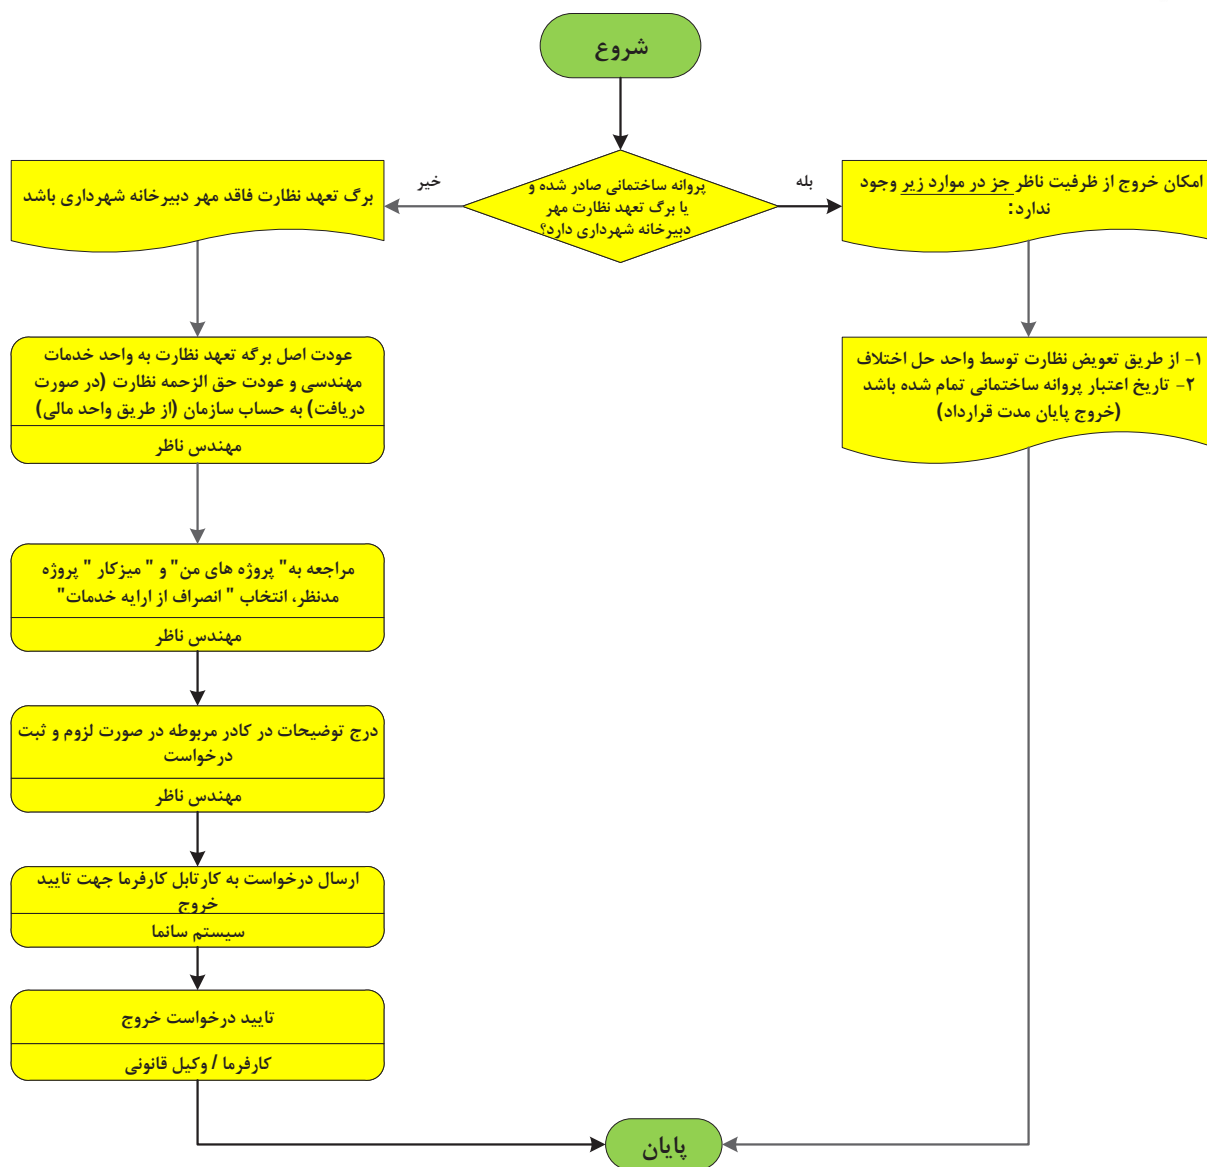 شروع
پروانه ساختمانی صادر شده و
یا برگ تعهد نظارت مهر
دبیرخانه شهرداری دارد؟
بله
امکان خروج از ظرفیت ناظر جز در موارد زیر وجود
ندارد:
۱- از طریق تعویض نظارت توسط واحد حل اختلاف
۲- تاریخ اعتبار پروانه ساختمانی تمام شده باشد
(خروج پایان مدت قرارداد)
خیر
برگ تعهد نظارت فاقد مهر دبیرخانه شهرداری باشد
عودت اصل برگه تعهد نظارت به واحد خدمات
مهندسی و عودت حق الزحمه نظارت (در صورت
دریافت) به حساب سازمان (از طریق واحد مالی)
مهندس ناظر
مراجعه به" پروژه های من" و " میزکار " پروژه
مدنظر، انتخاب " انصراف از ارایه خدمات"
مهندس ناظر
درج توضیحات در کادر مربوطه در صورت لزوم و ثبت
درخواست
مهندس ناظر
ارسال درخواست به کارتابل کارفرما جهت تایید
خروج
سیستم سانما
تایید درخواست خروج
کارفرما / وکیل قانونی
پایان